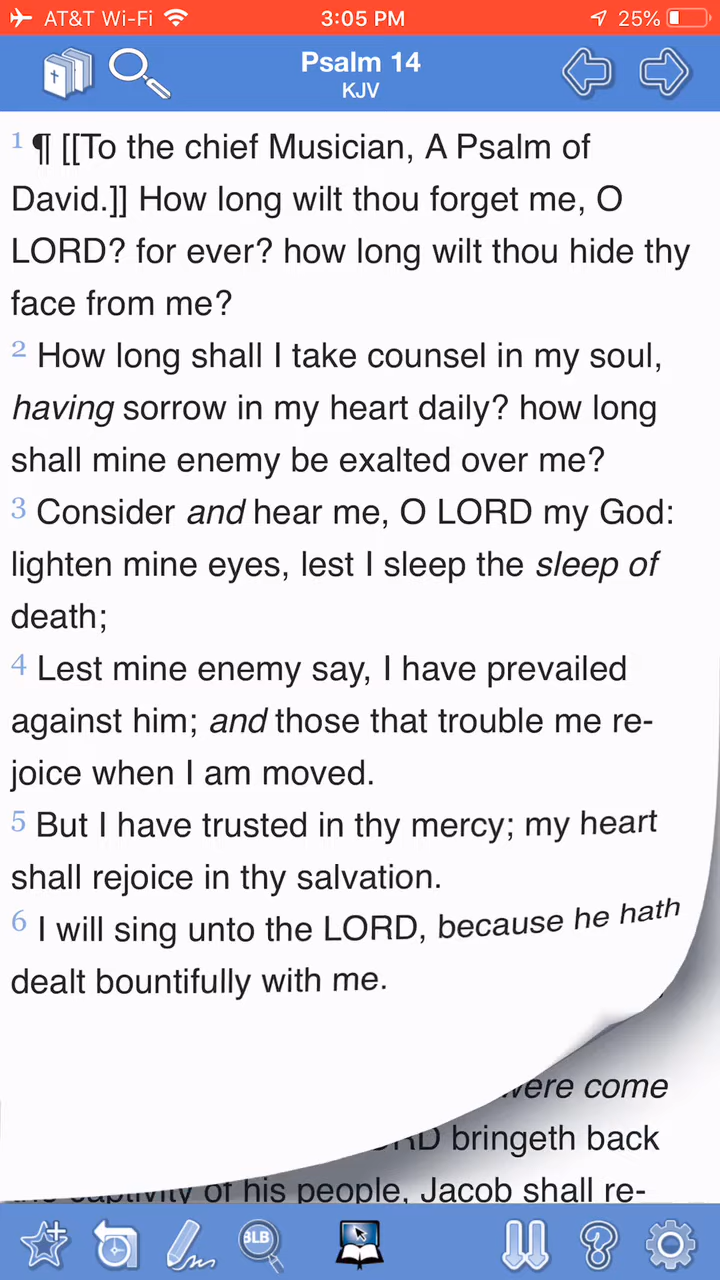 AT&T Wi-Fi 3:05 PM 25%
Psalm 14
KJV
1 ¶ [[To the chief Musician, A Psalm of
David.]] How long wilt thou forget me, O
LORD? for ever? how long wilt thou hide thy
face from me?
2 How long shall I take counsel in my soul,
having sorrow in my heart daily? how long
shall mine enemy be exalted over me?
3 Consider and hear me, O LORD my God:
lighten mine eyes, lest I sleep the sleep of
death;
4 Lest mine enemy say, I have prevailed
against him; and those that trouble me re-
joice when I am moved.
5 But I have trusted in thy mercy; my heart
shall rejoice in thy salvation.
6 I will sing unto the LORD, because he hath
dealt bountifully with me.
were come
bringeth back
captivity of his people, Jacob shall re-
BLB